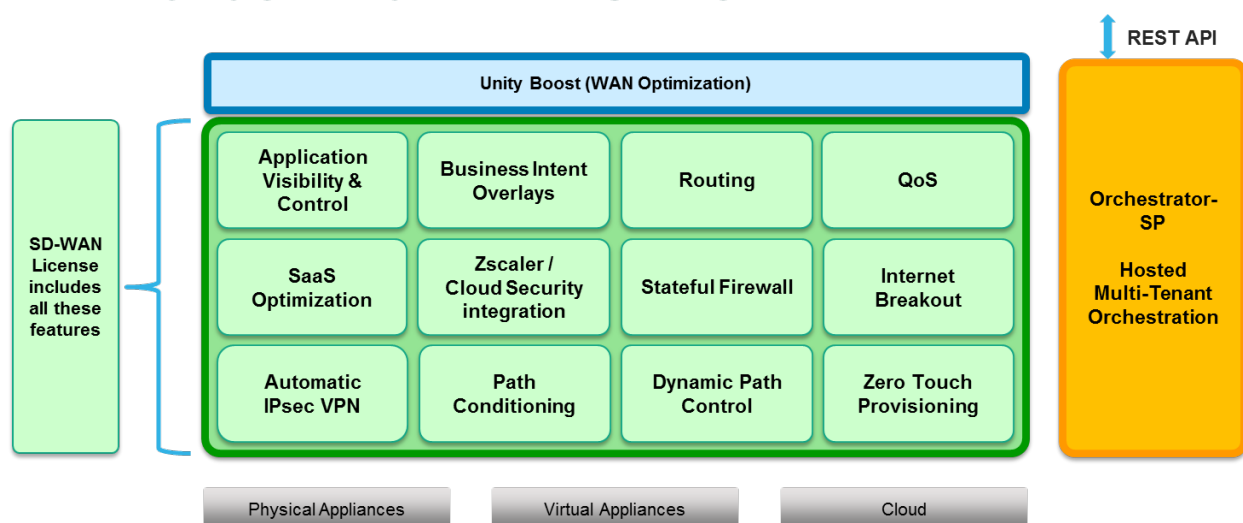 REST API
Unity Boost (WAN Optimization)
SD-WAN
License
includes
all these
features
Application
Visibility &
Control
Business Intent
Overlays
Routing
QoS
SaaS
Optimization
Zscaler /
Cloud Security
integration
Stateful Firewall
Internet
Breakout
Automatic
IPsec VPN
Path
Conditioning
Dynamic Path
Control
Zero Touch
Provisioning
Orchestrator-
SP
Hosted
Multi-Tenant
Orchestration
Physical Appliances
Virtual Appliances
Cloud